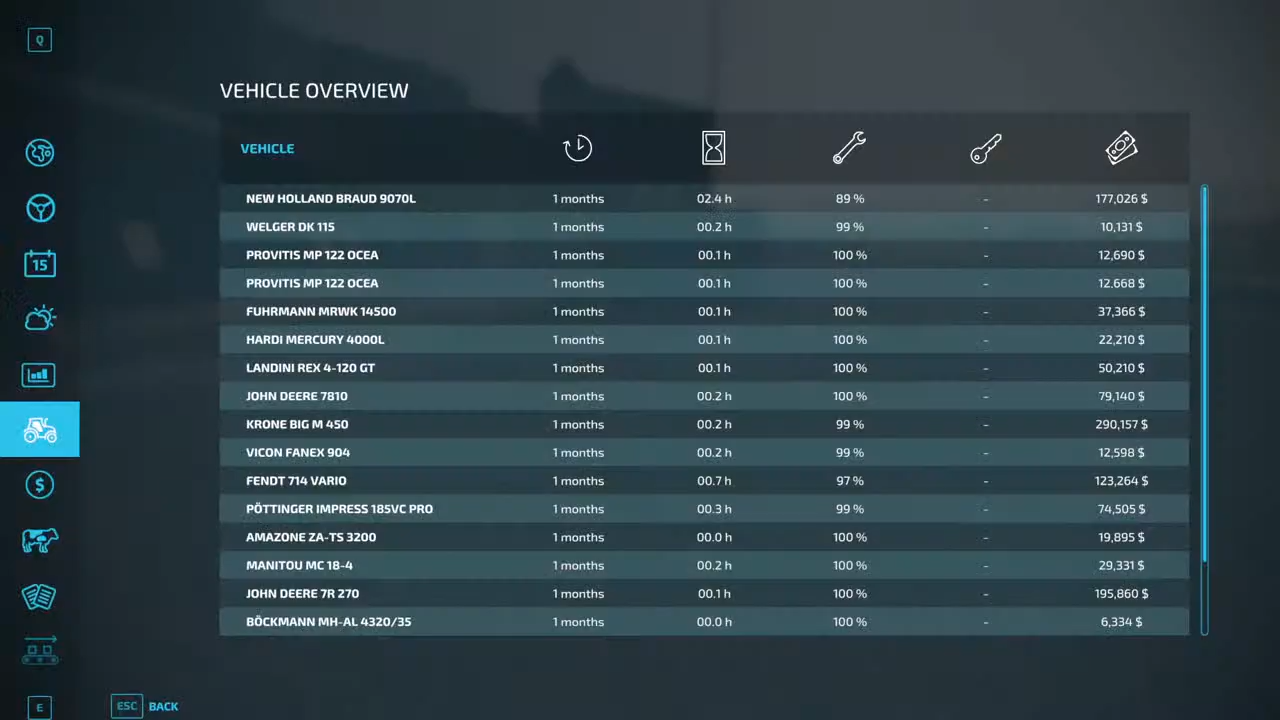 Q
VEHICLE OVERVIEW
VEHICLE
NEW HOLLAND BRAUD 9070L 1 months 02.4 h 89 % - 177,026 $
WELGER DK 115 1 months 00.2 h 99 % - 10,131 $
PROVITIS MP 122 OCEA 1 months 00.1 h 100 % - 12,690 $
PROVITIS MP 122 OCEA 1 months 00.1 h 100 % - 12.668 $
FUHRMANN MRWK 14500 1 months 00.1 h 100 % - 37,366 $
HARDI MERCURY 4000L 1 months 00.1 h 100 % - 22,210 $
LANDINI REX 4-120 GT 1 months 00.1 h 100 % - 50,210 $
JOHN DEERE 7810 1 months 00.2 h 100 % - 79,140 $
KRONE BIG M 450 1 months 00.2 h 99 % - 290,157 $
VICON FANEX 904 1 months 00.2 h 99 % - 12,598 $
FENDT 714 VARIO 1 months 00.7 h 97 % - 123,264 $
PÖTTINGER IMPRESS 185VC PRO 1 months 00.3 h 99 % - 74,505 $
AMAZONE ZA-TS 3200 1 months 00.0 h 100 % - 19,895 $
MANITOU MC 18-4 1 months 00.2 h 100 % - 29,331 $
JOHN DEERE 7R 270 1 months 00.1 h 100 % - 195,860 $
BÖCKMANN MH-AL 4320/35 1 months 00.0 h 100 % - 6,334 $
15
$
E
ESC BACK